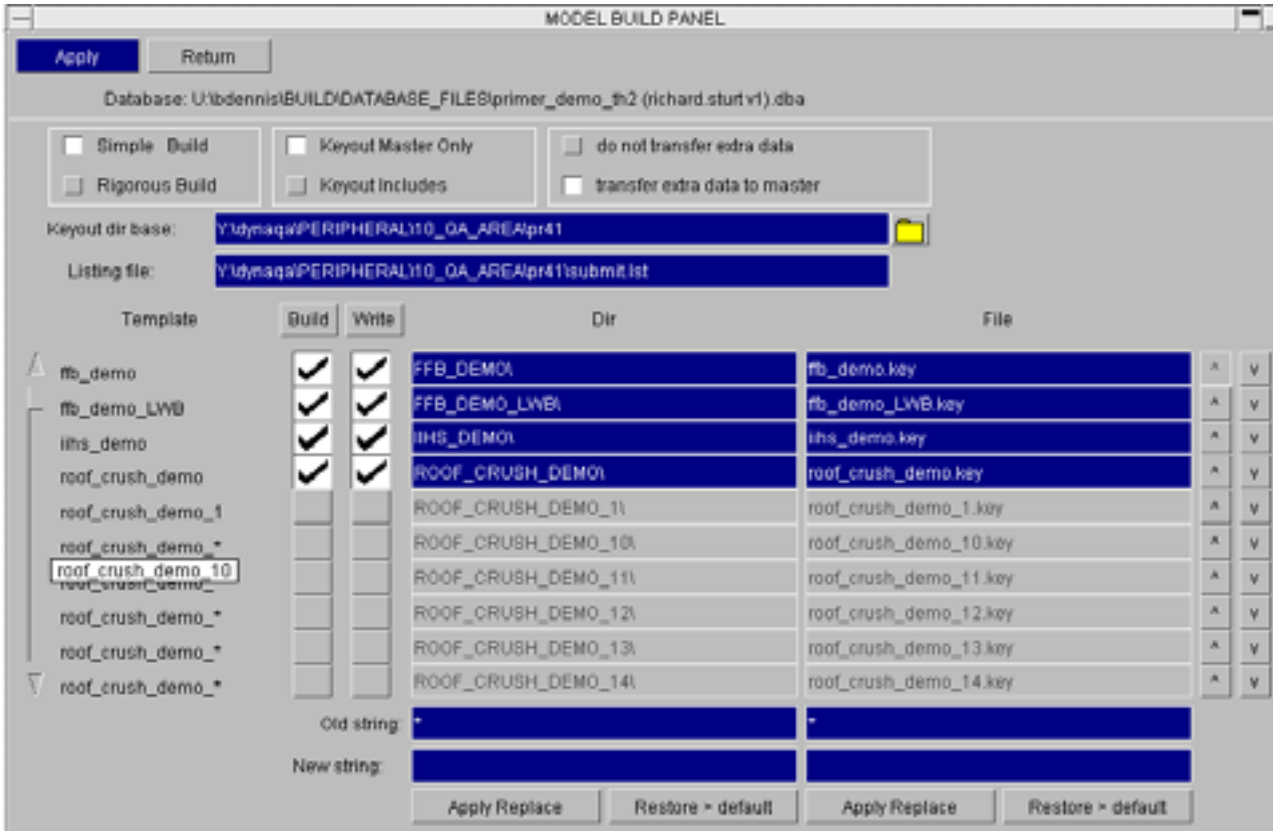 MODEL BUILD PANEL
Apply Return
Database: U:\bdennis\BUILD\DATABASE_FILES\primer_demo_th2 (richard.sturt v1).dba
Simple Build Keyout Master Only do not transfer extra data
Rigorous Build Keyout Includes transfer extra data to master
Keyout dir base: Y:\dynaqa\PERIPHERAL\10_QA_AREA\pr41
Listing file: Y:\dynaqa\PERIPHERAL\10_QA_AREA\pr41\submit.lst
Template Build Write Dir File
ffb_demo FFB_DEMO\ ffb_demo.key ^ v
ffb_demo_LWB FFB_DEMO_LWB\ ffb_demo_LWB.key ^ v
iihs_demo IIHS_DEMO\ iihs_demo.key ^ v
roof_crush_demo ROOF_CRUSH_DEMO\ roof_crush_demo.key ^ v
roof_crush_demo_1 ROOF_CRUSH_DEMO_1\ roof_crush_demo_1.key ^ v
roof_crush_demo_* ROOF_CRUSH_DEMO_10\ roof_crush_demo_10.key ^ v
roof_crush_demo_10
ROOF_CRUSH_DEMO_11\ roof_crush_demo_11.key ^ v
roof_crush_demo_* ROOF_CRUSH_DEMO_12\ roof_crush_demo_12.key ^ v
roof_crush_demo_* ROOF_CRUSH_DEMO_13\ roof_crush_demo_13.key ^ v
roof_crush_demo_* ROOF_CRUSH_DEMO_14\ roof_crush_demo_14.key ^ v
Old string: * *
New string:
Apply Replace Restore > default Apply Replace Restore > default